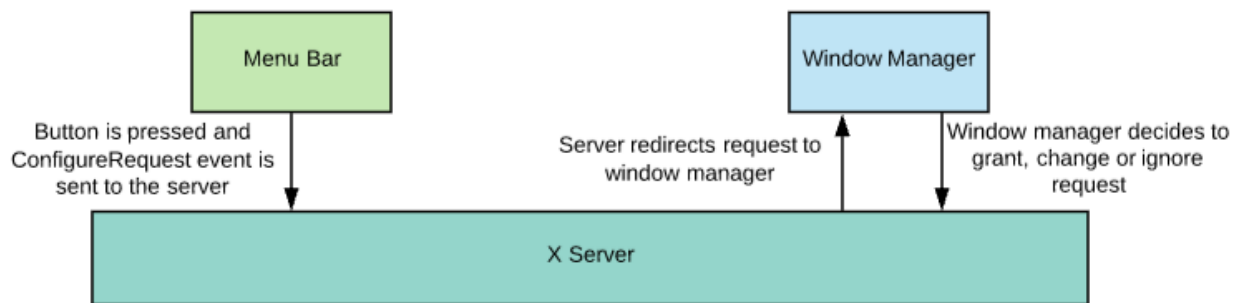 Menu Bar
Window Manager
Button is pressed and
ConfigureRequest event is
sent to the server
Server redirects request to
window manager
Window manager decides to
grant, change or ignore
request
X Server